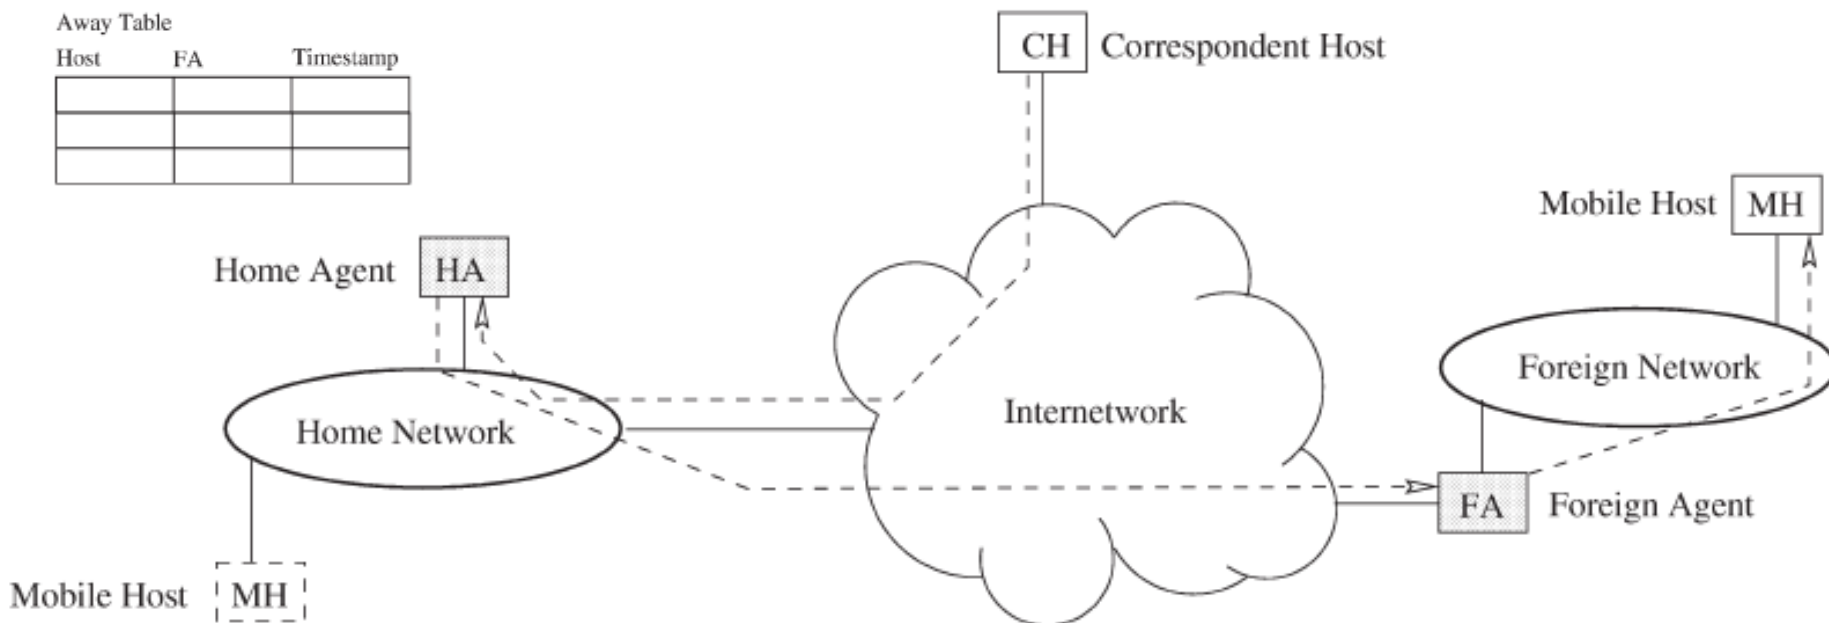 Away Table
Host FA Timestamp
CH Correspondent Host
Mobile Host MH
Home Agent HA
Foreign Network
Internetwork
Home Network
FA Foreign Agent
Mobile Host MH